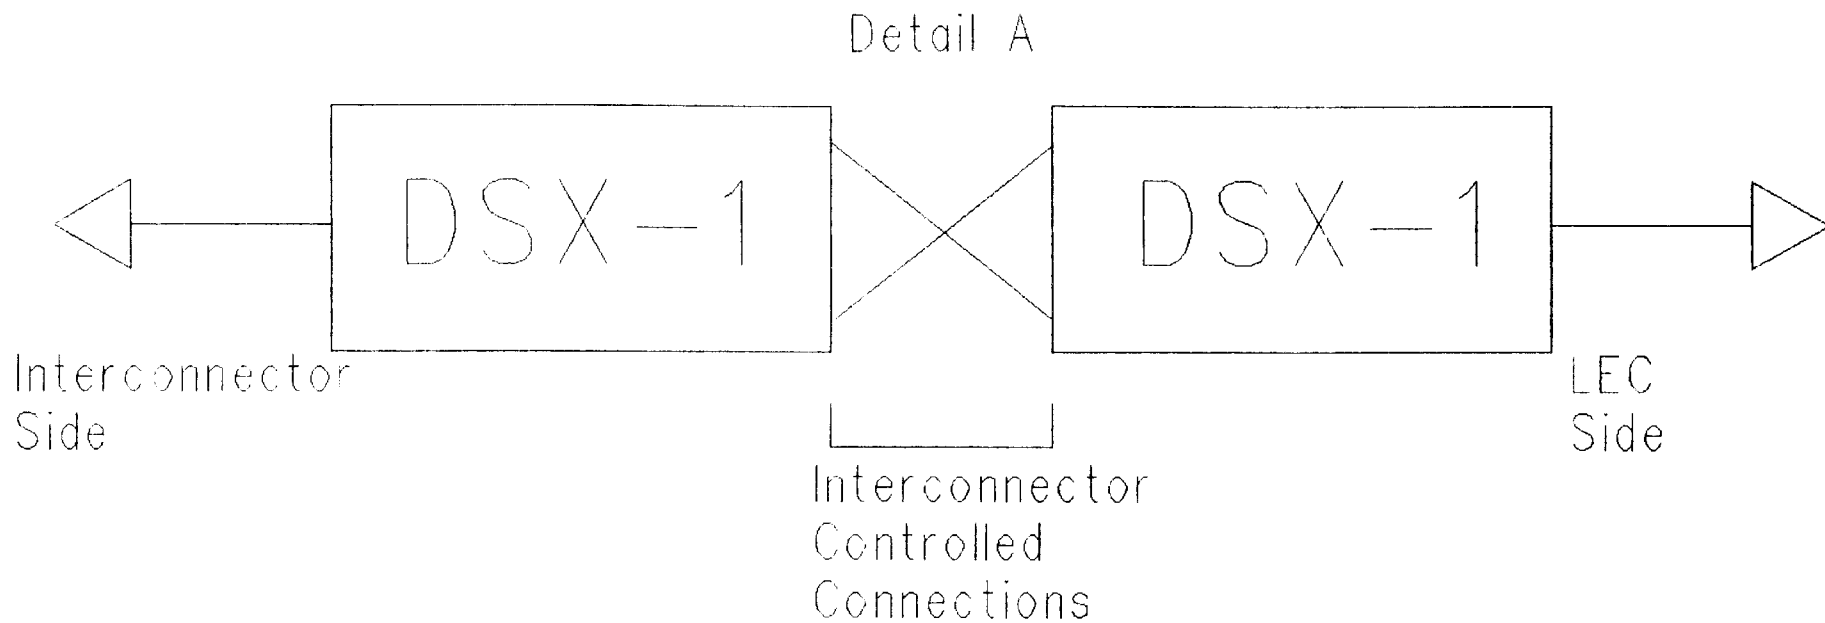 Detail A
DSX-1
DSX-1
Interconnector
Side
LEC
Side
Interconnector
Controlled
Connections